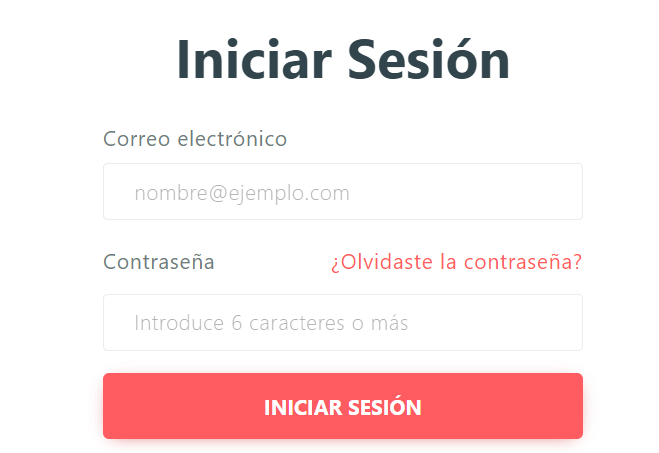 Iniciar Sesión
Correo electrónico
nombre@ejemplo.com
Contraseña ¿Olvidaste la contraseña?
Introduce 6 caracteres o más
INICIAR SESIÓN